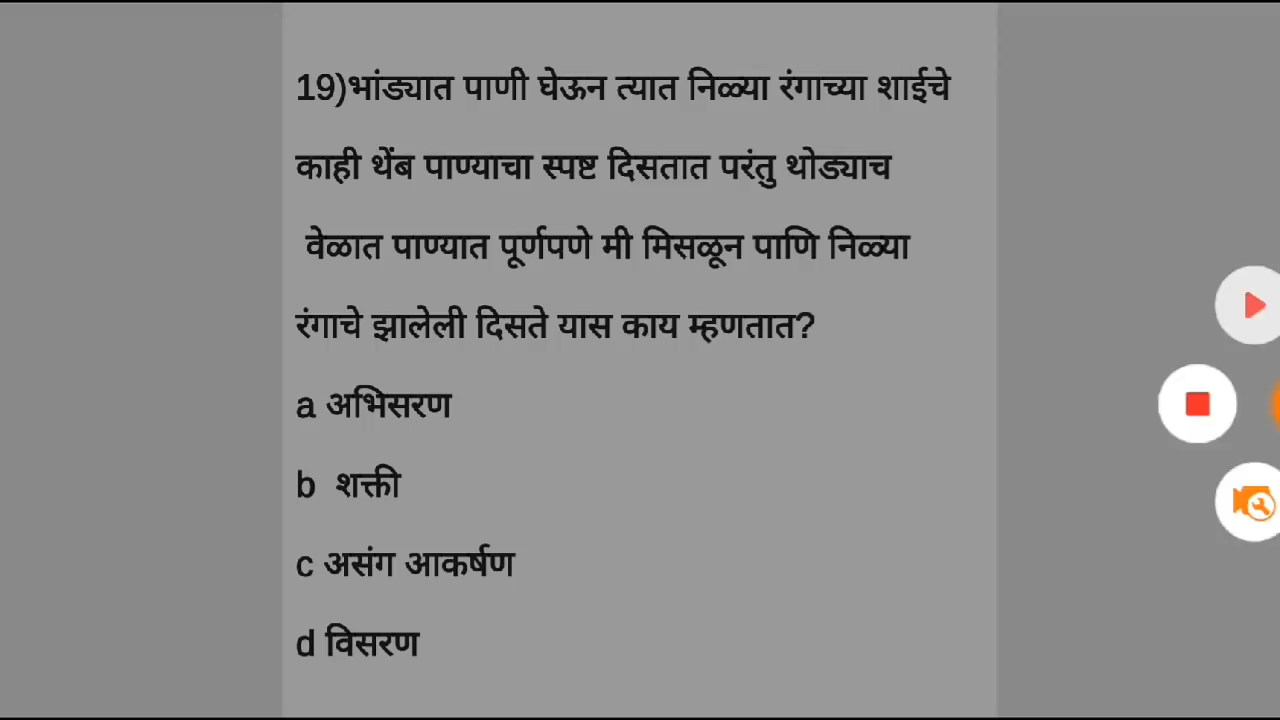 19)भांड्यात पाणी घेऊन त्यात निळ्या रंगाच्या शाईचे
काही थेंब पाण्याचा स्पष्ट दिसतात परंतु थोड्याच
वेळात पाण्यात पूर्णपणे मी मिसळून पाणि निळ्या
रंगाचे झालेली दिसते यास काय म्हणतात?
a अभिसरण
b शक्ती
c असंग आकर्षण
d विसरण